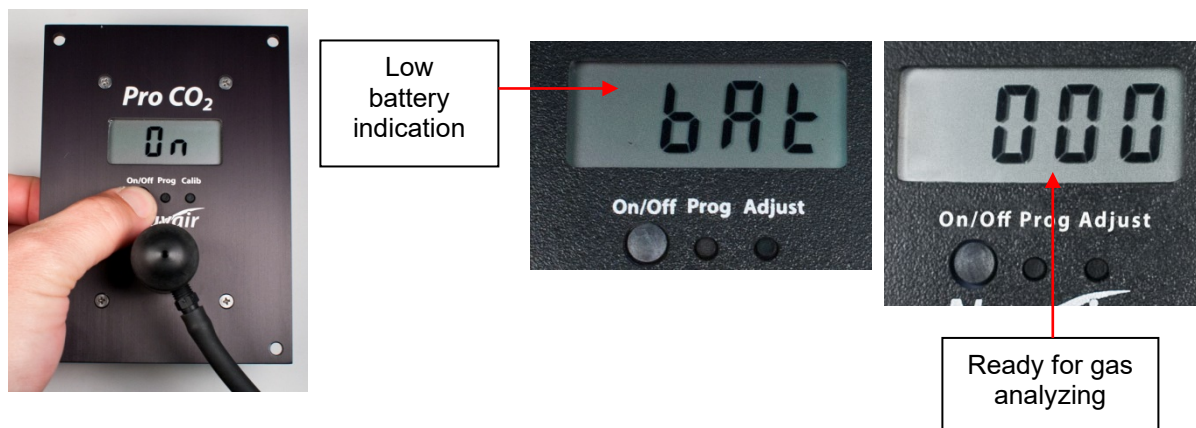 Pro CO₂
On
On/Off Prog Calib
Low
battery
indication
bAt
On/Off Prog Adjust
000
On/Off Prog Adjust
Ready for gas
analyzing